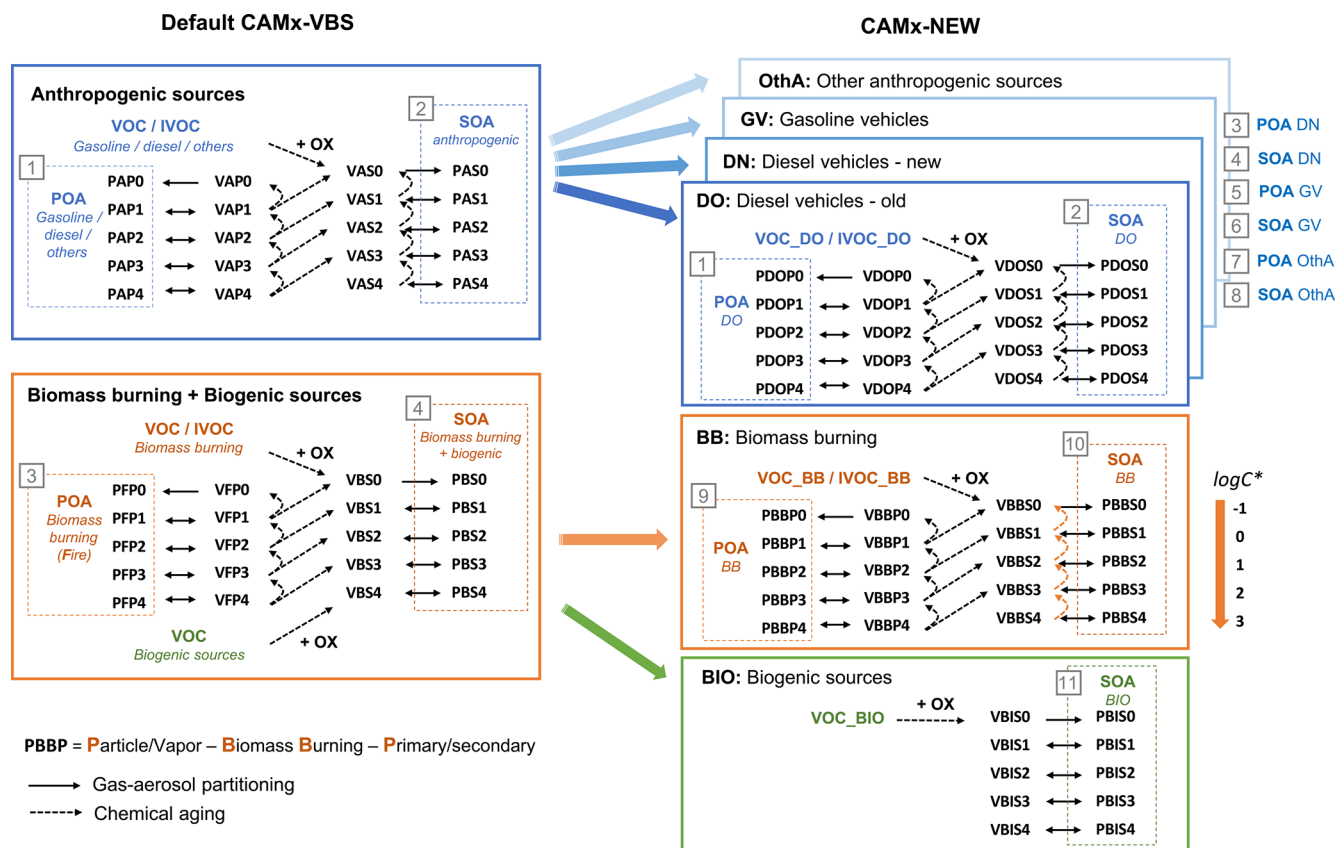 Default CAMx-VBS
CAMx-NEW
Anthropogenic sources
VOC / IVOC
Gasoline / diesel / others
+ OX
2
SOA
anthropogenic
1
POA
Gasoline /
diesel /
others
PAP0
PAP1
PAP2
PAP3
PAP4
VAP0
VAP1
VAP2
VAP3
VAP4
VAS0
VAS1
VAS2
VAS3
VAS4
PAS0
PAS1
PAS2
PAS3
PAS4
Biomass burning + Biogenic sources
VOC / IVOC
Biomass burning
+ OX
4
SOA
Biomass burning
+ biogenic
3
POA
Biomass
burning
(Fire)
PFP0
PFP1
PFP2
PFP3
PFP4
VFP0
VFP1
VFP2
VFP3
VFP4
VBS0
VBS1
VBS2
VBS3
VBS4
PBS0
PBS1
PBS2
PBS3
PBS4
VOC
Biogenic sources
+ OX
PBBP = Particle/Vapor – Biomass Burning – Primary/secondary
Gas-aerosol partitioning
Chemical aging
OthA: Other anthropogenic sources
GV: Gasoline vehicles
DN: Diesel vehicles - new
DO: Diesel vehicles - old
VOC_DO / IVOC_DO
+ OX
2
SOA
DO
1
POA
DO
PDOP0
PDOP1
PDOP2
PDOP3
PDOP4
VDOP0
VDOP1
VDOP2
VDOP3
VDOP4
VDOS0
VDOS1
VDOS2
VDOS3
VDOS4
PDOS0
PDOS1
PDOS2
PDOS3
PDOS4
3 POA DN
4 SOA DN
5 POA GV
6 SOA GV
7 POA OthA
8 SOA OthA
BB: Biomass burning
VOC_BB / IVOC_BB
+ OX
10
SOA
BB
9
POA
BB
PBBP0
PBBP1
PBBP2
PBBP3
PBBP4
VBBP0
VBBP1
VBBP2
VBBP3
VBBP4
VBBS0
VBBS1
VBBS2
VBBS3
VBBS4
PBBS0
PBBS1
PBBS2
PBBS3
PBBS4
logC*
-1
0
1
2
3
BIO: Biogenic sources
VOC_BIO
+ OX
11
SOA
BIO
VBIS0
VBIS1
VBIS2
VBIS3
VBIS4
PBIS0
PBIS1
PBIS2
PBIS3
PBIS4